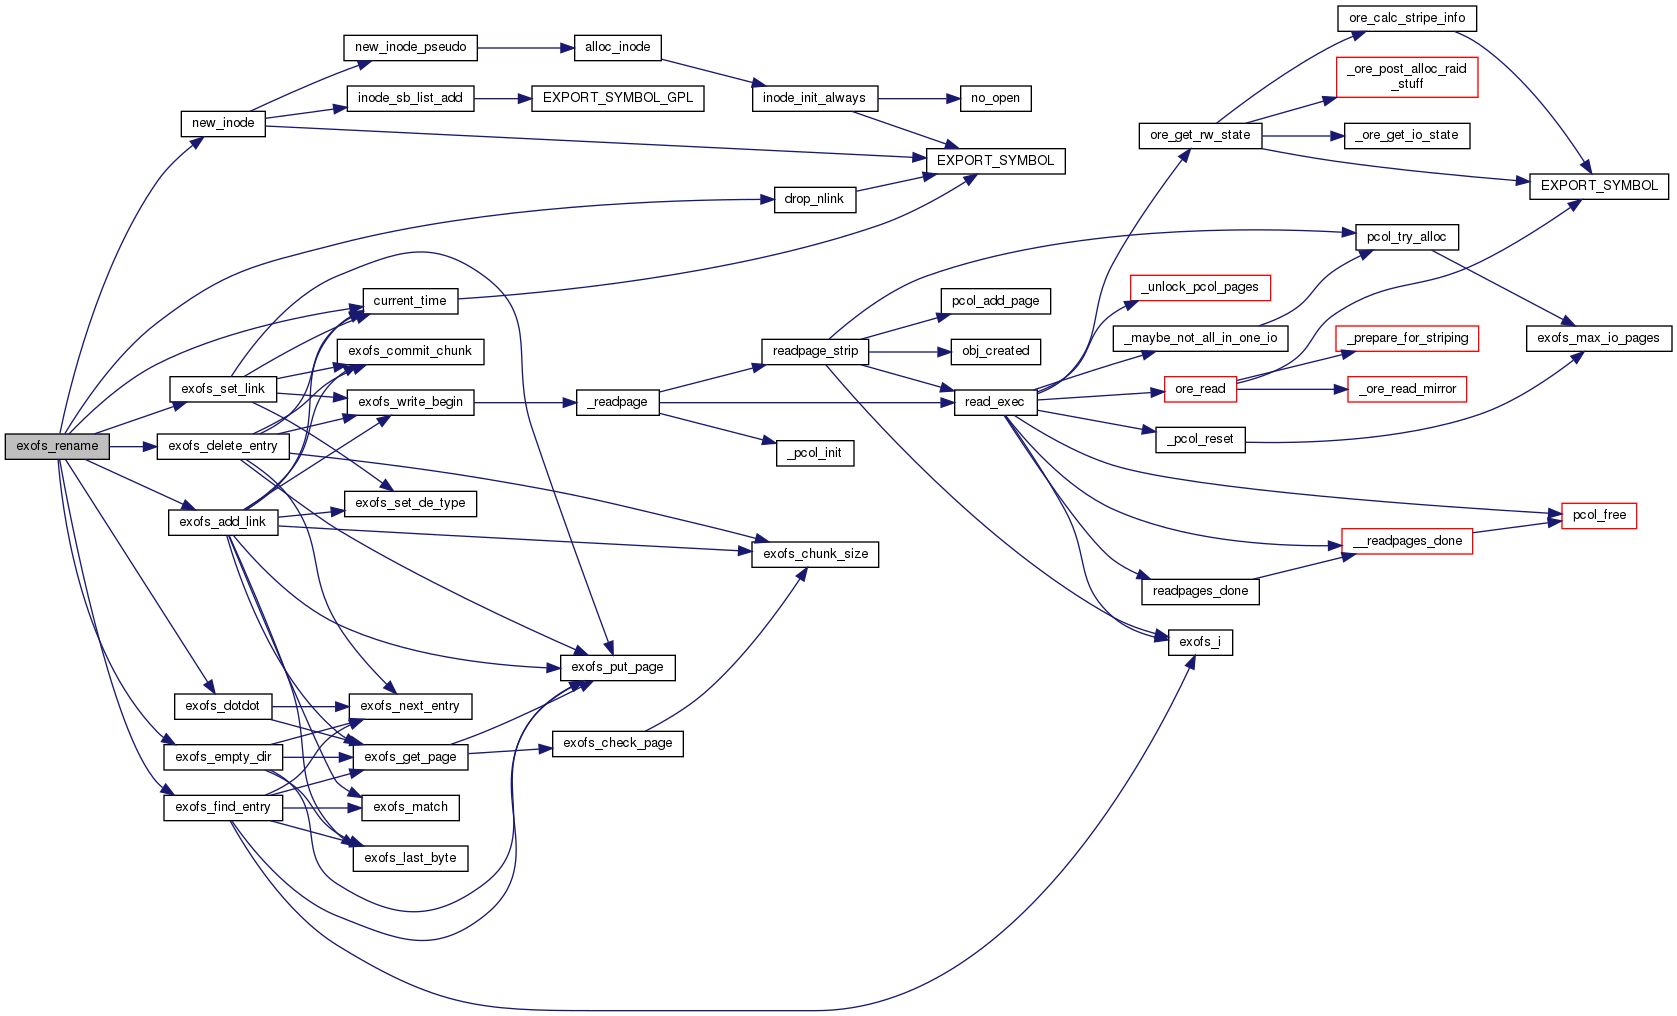 exofs_rename
new_inode
exofs_set_link
exofs_delete_entry
exofs_add_link
exofs_dotdot
exofs_empty_dir
exofs_find_entry
new_inode_pseudo
inode_sb_list_add
current_time
exofs_commit_chunk
exofs_write_begin
exofs_set_de_type
exofs_next_entry
exofs_get_page
exofs_match
exofs_last_byte
alloc_inode
EXPORT_SYMBOL_GPL
_readpage
exofs_put_page
exofs_check_page
inode_init_always
drop_nlink
readpage_strip
_pcol_init
exofs_chunk_size
no_open
EXPORT_SYMBOL
pcol_add_page
obj_created
read_exec
ore_get_rw_state
_unlock_pcol_pages
_maybe_not_all_in_one_io
ore_read
_pcol_reset
readpages_done
exofs_i
ore_calc_stripe_info
_ore_post_alloc_raid
_stuff
_ore_get_io_state
pcol_try_alloc
_prepare_for_striping
_ore_read_mirror
__readpages_done
EXPORT_SYMBOL
exofs_max_io_pages
pcol_free